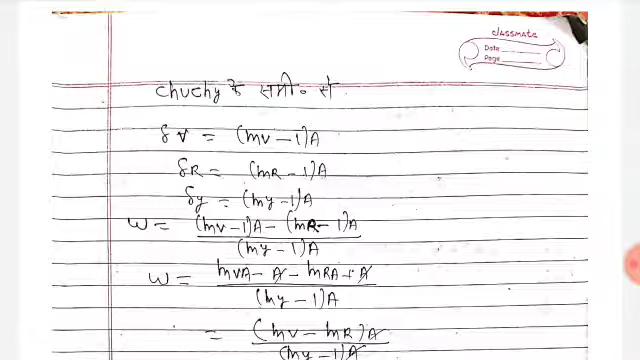 classmate
Date
Page
Chuchy के समी० से
δv = (mv – 1)A
δR = (mR – 1)A
δy = (my – 1)A
w = (mv – 1)A – (mR – 1)A / (my – 1)A
w = mvA – A – mRA + A / (my – 1)A
= (mv – mR)A / (my – 1)A